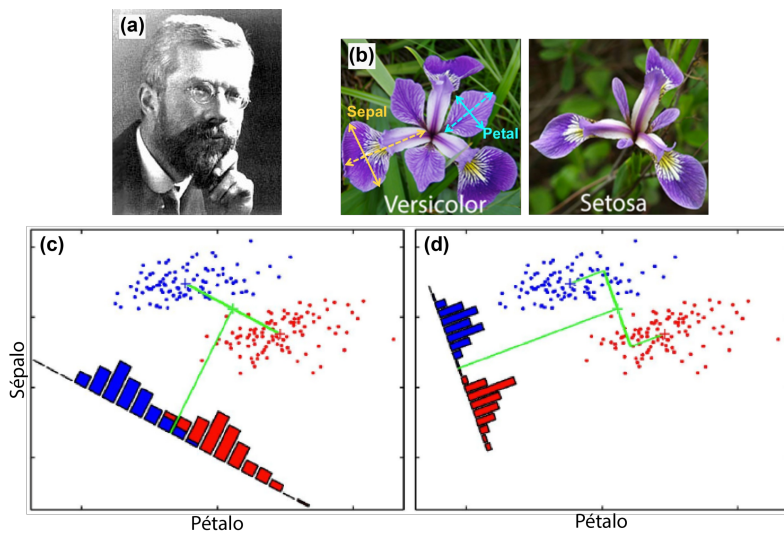 (a)
(b)
Sepal
Petal
Versicolor
Setosa
(c)
(d)
Sépalo
Pétalo
Pétalo